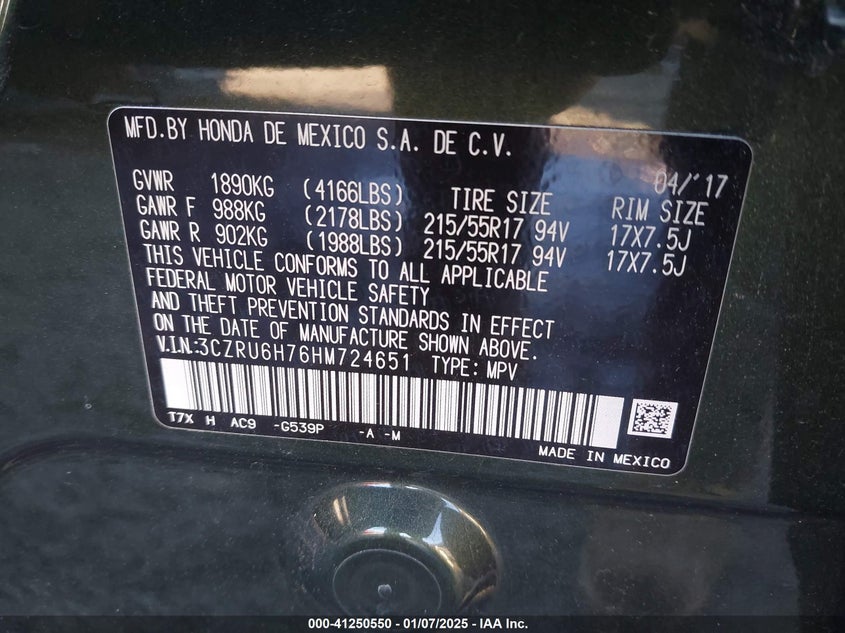 MFD.BY HONDA DE MEXICO S.A. DE C.V.
04/'17
GVWR 1890KG (4166LBS) TIRE SIZE RIM SIZE
GAWR F 988KG (2178LBS) 215/55R17 94V 17X7.5J
GAWR R 902KG (1988LBS) 215/55R17 94V 17X7.5J
THIS VEHICLE CONFORMS TO ALL APPLICABLE
FEDERAL MOTOR VEHICLE SAFETY
AND THEFT PREVENTION STANDARDS IN EFFECT
ON THE DATE OF MANUFACTURE SHOWN ABOVE.
V.I.N:3CZRU6H76HM724651 TYPE: MPV
T7X H AC9 -G539P -A -M
MADE IN MEXICO
000-41250550 - 01/07/2025 - IAA Inc.